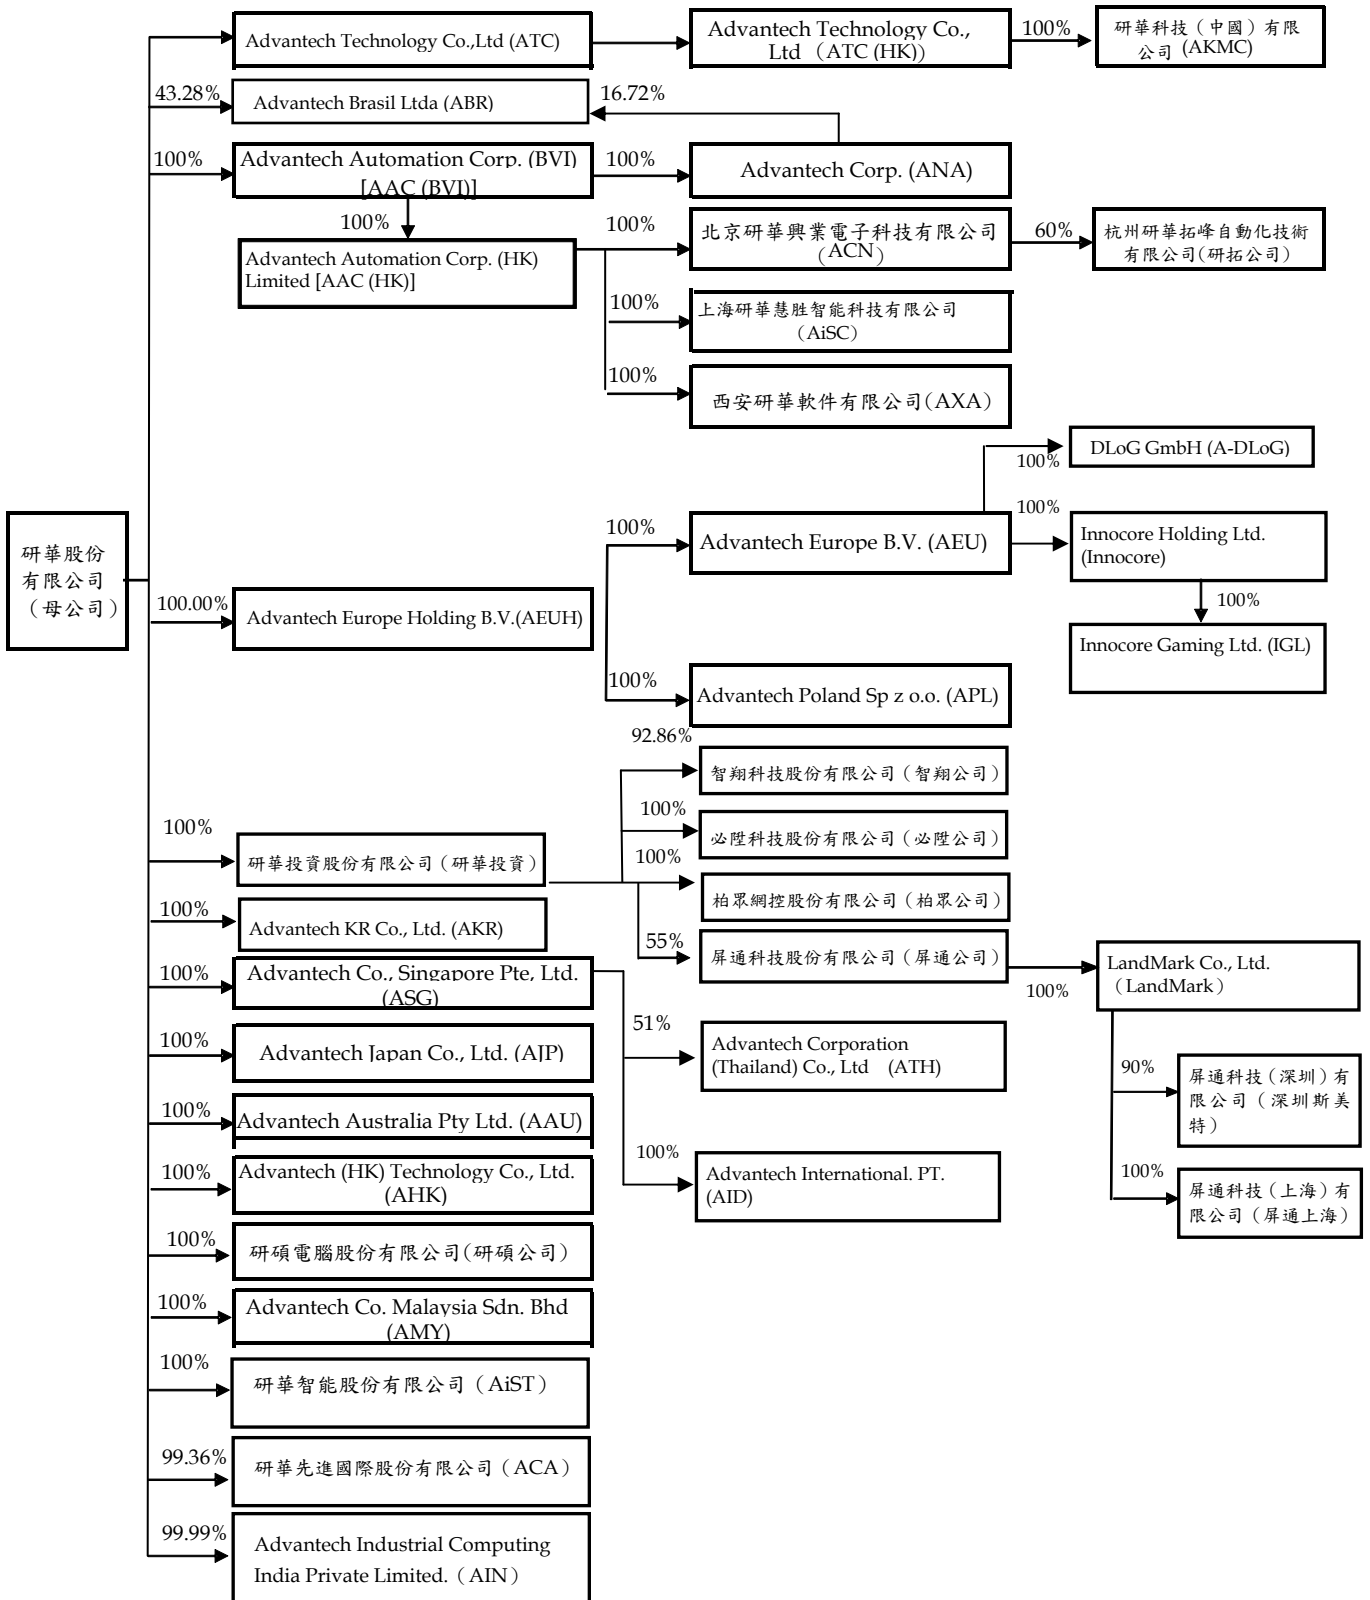 Advantech Technology Co.,Ltd (ATC)
Advantech Technology Co.,
Ltd （ATC (HK)）
100%
研華科技（中國）有限
公司 (AKMC)
43.28%
Advantech Brasil Ltda (ABR)
16.72%
100%
Advantech Automation Corp. (BVI)
[AAC (BVI)]
100%
Advantech Corp. (ANA)
100%
Advantech Automation Corp. (HK)
Limited [AAC (HK)]
100%
北京研華興業電子科技有限公司
(ACN）
60%
杭州研華拓峰自動化技術
有限公司(研拓公司）
100%
上海研華慧胜智能科技有限公司
（AiSC）
100%
西安研華軟件有限公司（AXA）
100%
DLoG GmbH (A-DLoG)
研華股份
有限公司
（母公司）
100.00%
Advantech Europe Holding B.V.(AEUH)
100%
Advantech Europe B.V. (AEU)
100%
Innocore Holding Ltd.
(Innocore)
100%
Innocore Gaming Ltd. (IGL)
100%
Advantech Poland Sp z o.o. (APL)
92.86%
智翔科技股份有限公司（智翔公司）
100%
必陞科技股份有限公司（必陞公司）
100%
研華投資股份有限公司（研華投資）
100%
柏眾網控股份有限公司（柏眾公司）
100%
Advantech KR Co., Ltd. (AKR)
55%
屏通科技股份有限公司（屏通公司）
100%
LandMark Co., Ltd.
（LandMark）
100%
Advantech Co., Singapore Pte, Ltd.
(ASG)
51%
Advantech Corporation
(Thailand) Co., Ltd （ATH）
90%
屏通科技（深圳）有
限公司（深圳斯美
特）
100%
Advantech Japan Co., Ltd. (AJP)
100%
Advantech Australia Pty Ltd. (AAU)
100%
Advantech International. PT.
(AID)
100%
屏通科技（上海）有
限公司（屏通上海）
100%
Advantech (HK) Technology Co., Ltd.
(AHK)
100%
研碩電腦股份有限公司(研碩公司）
100%
Advantech Co. Malaysia Sdn. Bhd
(AMY)
100%
研華智能股份有限公司（AiST）
99.36%
研華先進國際股份有限公司（ACA）
99.99%
Advantech Industrial Computing
India Private Limited.（AIN）